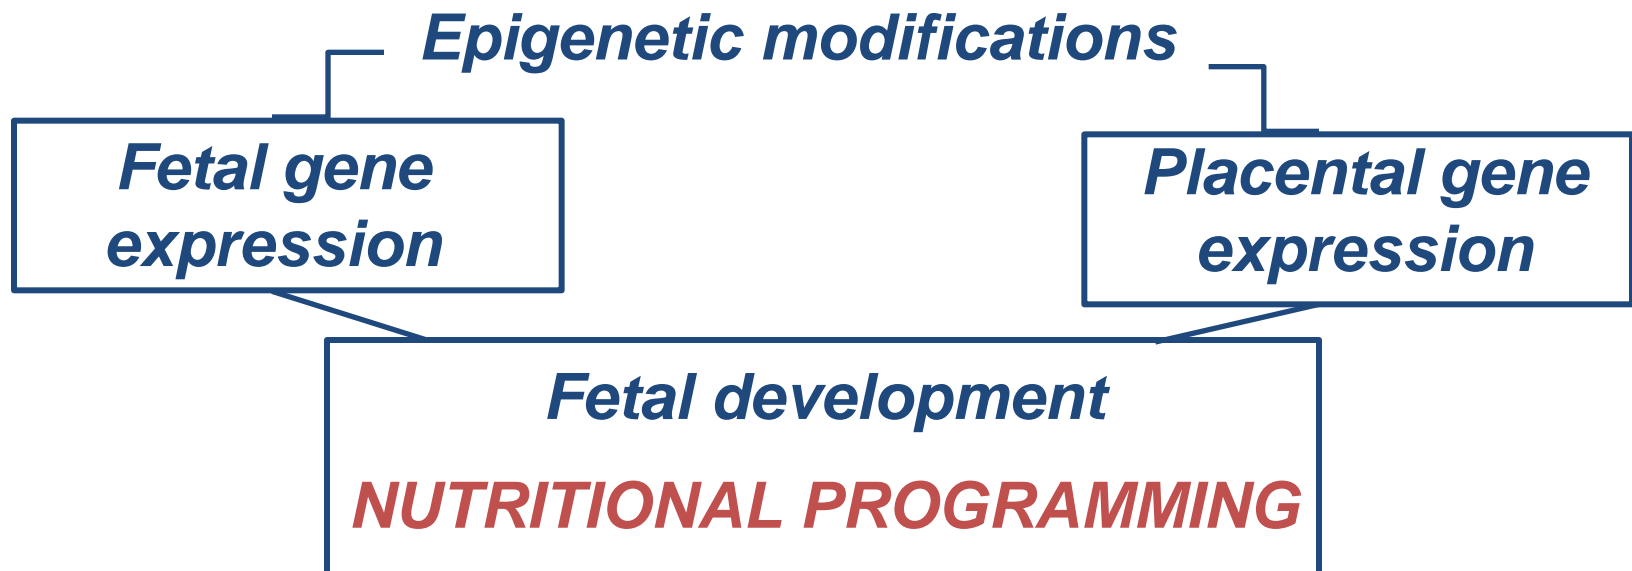 Epigenetic modifications
Fetal gene
expression
Placental gene
expression
Fetal development
NUTRITIONAL PROGRAMMING